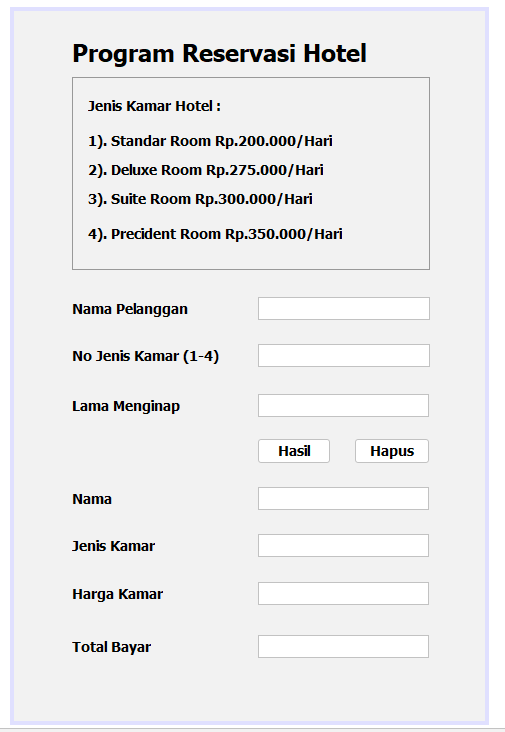 Program Reservasi Hotel
Jenis Kamar Hotel :
1). Standar Room Rp.200.000/Hari
2). Deluxe Room Rp.275.000/Hari
3). Suite Room Rp.300.000/Hari
4). Precident Room Rp.350.000/Hari
Nama Pelanggan
No Jenis Kamar (1-4)
Lama Menginap
Hasil Hapus
Nama
Jenis Kamar
Harga Kamar
Total Bayar